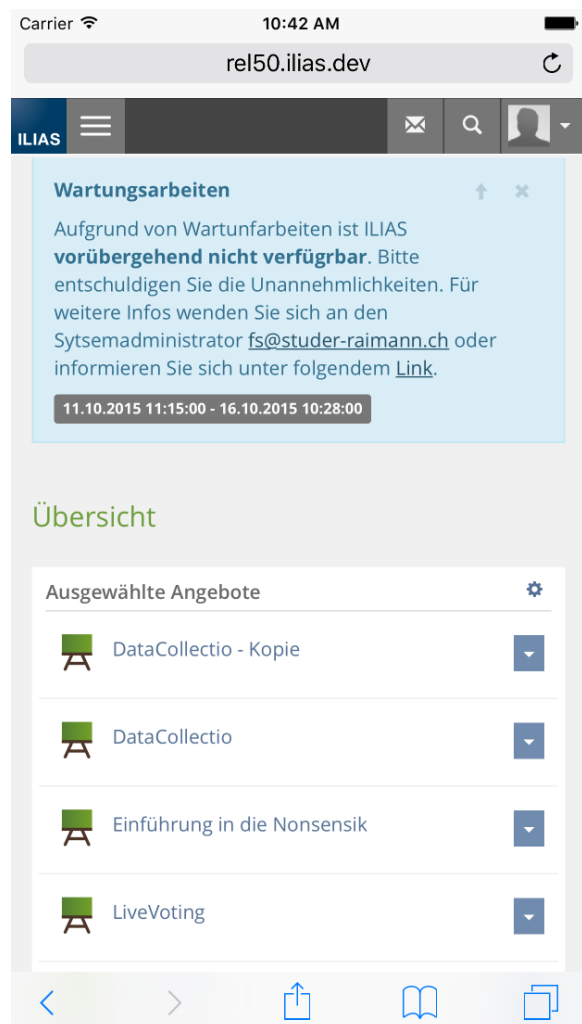 Carrier 10:42 AM
rel50.ilias.dev
ILIAS
Wartungsarbeiten
Aufgrund von Wartunfarbeiten ist ILIAS
vorübergehend nicht verfügrbar. Bitte
entschuldigen Sie die Unannehmlichkeiten. Für
weitere Infos wenden Sie sich an den
Sytsemadministrator fs@studer-raimann.ch oder
informieren Sie sich unter folgendem Link.
11.10.2015 11:15:00 - 16.10.2015 10:28:00
Übersicht
Ausgewählte Angebote
DataCollectio - Kopie
DataCollectio
Einführung in die Nonsensik
LiveVoting